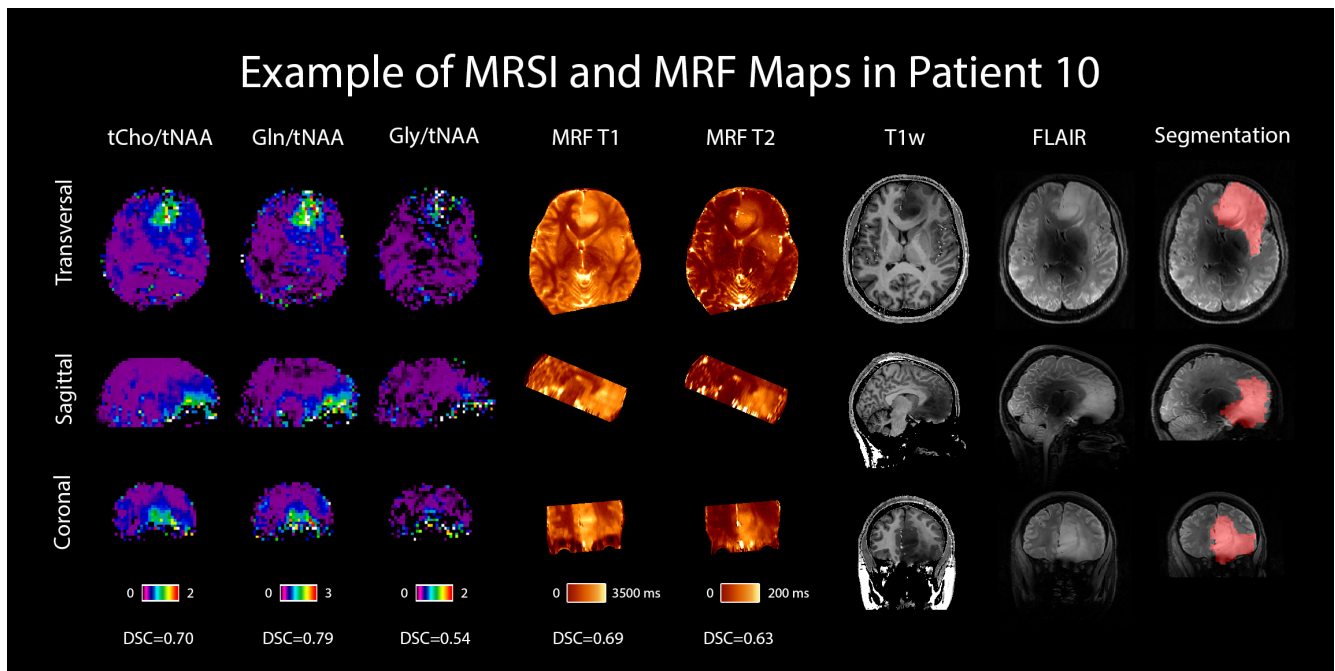 Example of MRSI and MRF Maps in Patient 10
tCho/tNAA Gln/tNAA Gly/tNAA MRF T1 MRF T2 T1w FLAIR Segmentation
Transversal
Sagittal
Coronal
0 2 0 3 0 2 0 3500 ms 0 200 ms
DSC=0.70 DSC=0.79 DSC=0.54 DSC=0.69 DSC=0.63